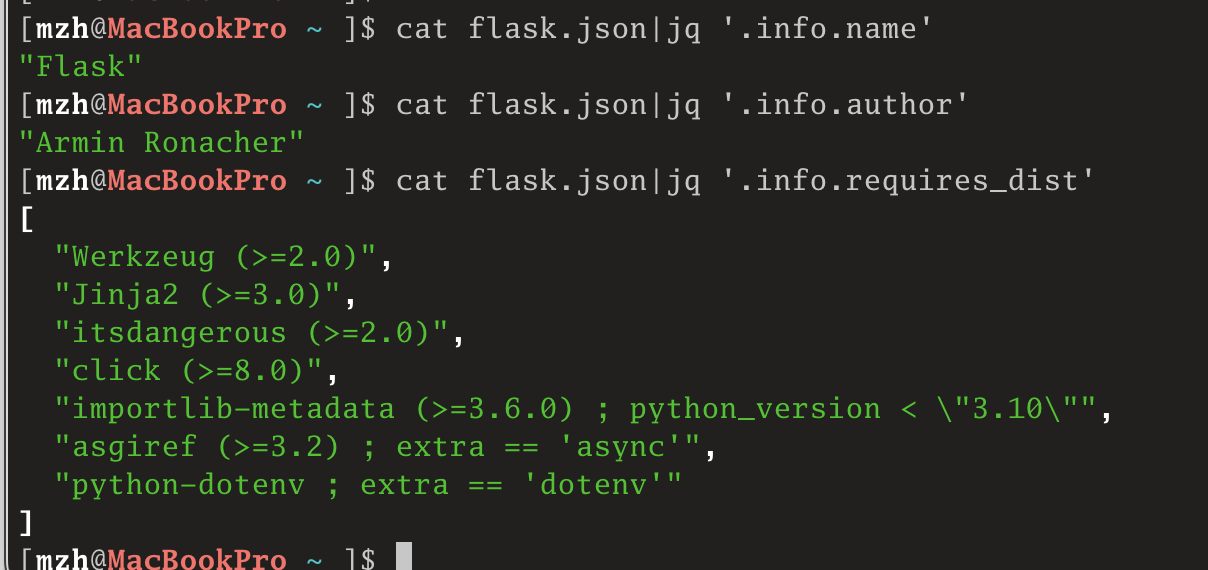 [mzh@MacBookPro ~ ]$ cat flask.json|jq '.info.name'
"Flask"
[mzh@MacBookPro ~ ]$ cat flask.json|jq '.info.author'
"Armin Ronacher"
[mzh@MacBookPro ~ ]$ cat flask.json|jq '.info.requires_dist'
[
  "Werkzeug (>=2.0)",
  "Jinja2 (>=3.0)",
  "itsdangerous (>=2.0)",
  "click (>=8.0)",
  "importlib-metadata (>=3.6.0) ; python_version < \"3.10\"",
  "asgiref (>=3.2) ; extra == 'async'",
  "python-dotenv ; extra == 'dotenv'"
]
[mzh@MacBookPro ~ ]$